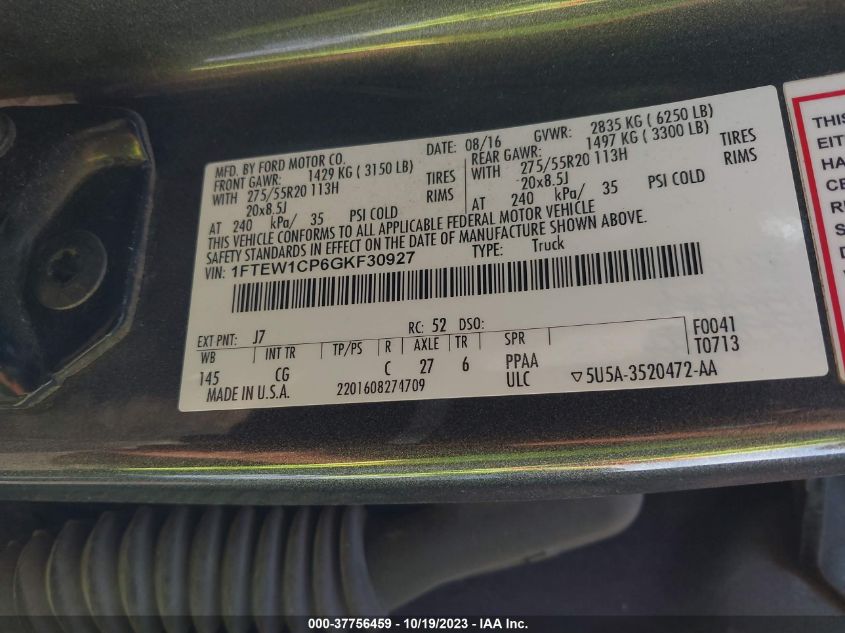 MFD. BY FORD MOTOR CO. DATE: 08/16 GVWR: 2835 KG ( 6250 LB)
FRONT GAWR: 1429 KG ( 3150 LB) REAR GAWR: 1497 KG ( 3300 LB)
WITH 275/55R20 113H TIRES WITH 275/55R20 113H TIRES
20x8.5J RIMS 20x8.5J RIMS
AT 240 kPa/ 35 PSI COLD AT 240 kPa/ 35 PSI COLD
THIS VEHICLE CONFORMS TO ALL APPLICABLE FEDERAL MOTOR VEHICLE
SAFETY STANDARDS IN EFFECT ON THE DATE OF MANUFACTURE SHOWN ABOVE.
VIN: 1FTEW1CP6GKF30927 TYPE: Truck
EXT PNT: J7 RC: 52 DSO: F0041
WB INT TR TP/PS R AXLE TR SPR T0713
145 CG C 27 6 PPAA
ULC ▽5U5A-3520472-AA
MADE IN U.S.A. 2201608274709
THIS
EIT
HA
CE
RE
S
D
000-37756459 - 10/19/2023 - IAA Inc.